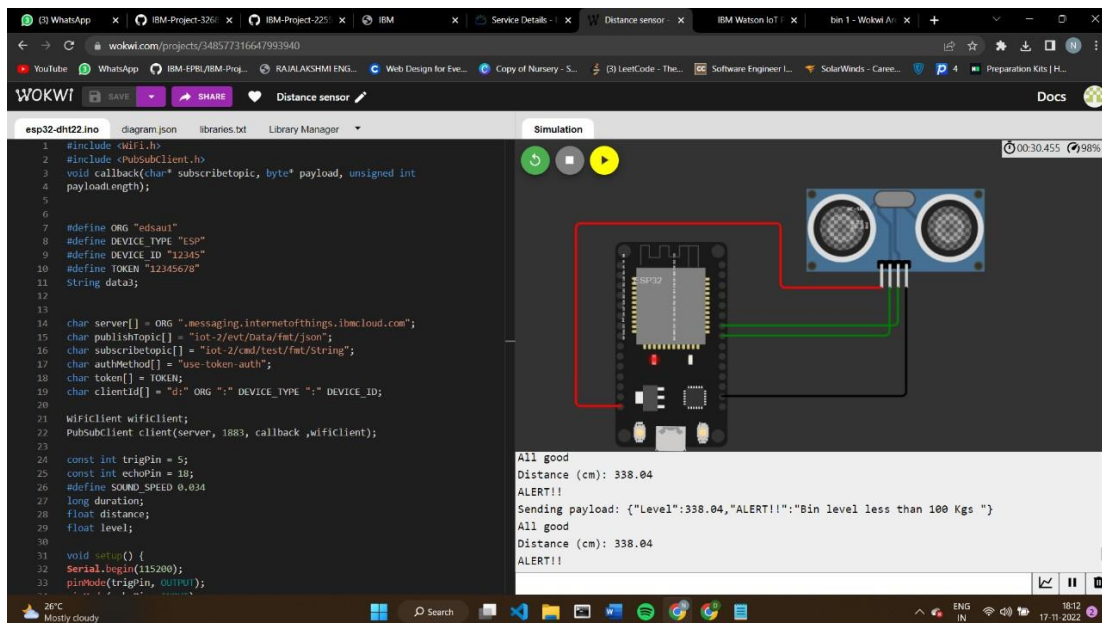 (3) WhatsApp
IBM-Project-3268
IBM-Project-2255
IBM
Service Details - I
Distance sensor -
IBM Watson IoT P
bin 1 - Wokwi Ar
wokwi.com/projects/348577316647993940
N
YouTube
WhatsApp
IBM-EPBL/IBM-Proj...
RAJALAKSHMI ENG...
Web Design for Eve...
Copy of Nursery - S...
(3) LeetCode - The...
Software Engineer I...
SolarWinds - Caree...
4
Preparation Kits | H...
WOKWI
SAVE
SHARE
Distance sensor
Docs
esp32-dht22.ino
diagram.json
libraries.txt
Library Manager
1 #include <WiFi.h>
2 #include <PubSubClient.h>
3 void callback(char* subscribetopic, byte* payload, unsigned int
4 payloadLength);
5
6
7 #define ORG "edsau1"
8 #define DEVICE_TYPE "ESP"
9 #define DEVICE_ID "12345"
10 #define TOKEN "12345678"
11 String data3;
12
13
14 char server[] = ORG ".messaging.internetofthings.ibmcloud.com";
15 char publishTopic[] = "iot-2/evt/Data/fmt/json";
16 char subscribetopic[] = "iot-2/cmd/test/fmt/String";
17 char authMethod[] = "use-token-auth";
18 char token[] = TOKEN;
19 char clientId[] = "d:" ORG ":" DEVICE_TYPE ":" DEVICE_ID;
20
21 WiFiClient wifiClient;
22 PubSubClient client(server, 1883, callback ,wifiClient);
23
24 const int trigPin = 5;
25 const int echoPin = 18;
26 #define SOUND_SPEED 0.034
27 long duration;
28 float distance;
29 float level;
30
31 void setup() {
32 Serial.begin(115200);
33 pinMode(trigPin, OUTPUT);
Simulation
00:30.455
98%
ESP32
All good
Distance (cm): 338.04
ALERT!!
Sending payload: {"Level":338.04,"ALERT!!":"Bin level less than 100 Kgs "}
All good
Distance (cm): 338.04
ALERT!!
26°C
Mostly cloudy
Search
ENG
IN
18:12
17-11-2022
2